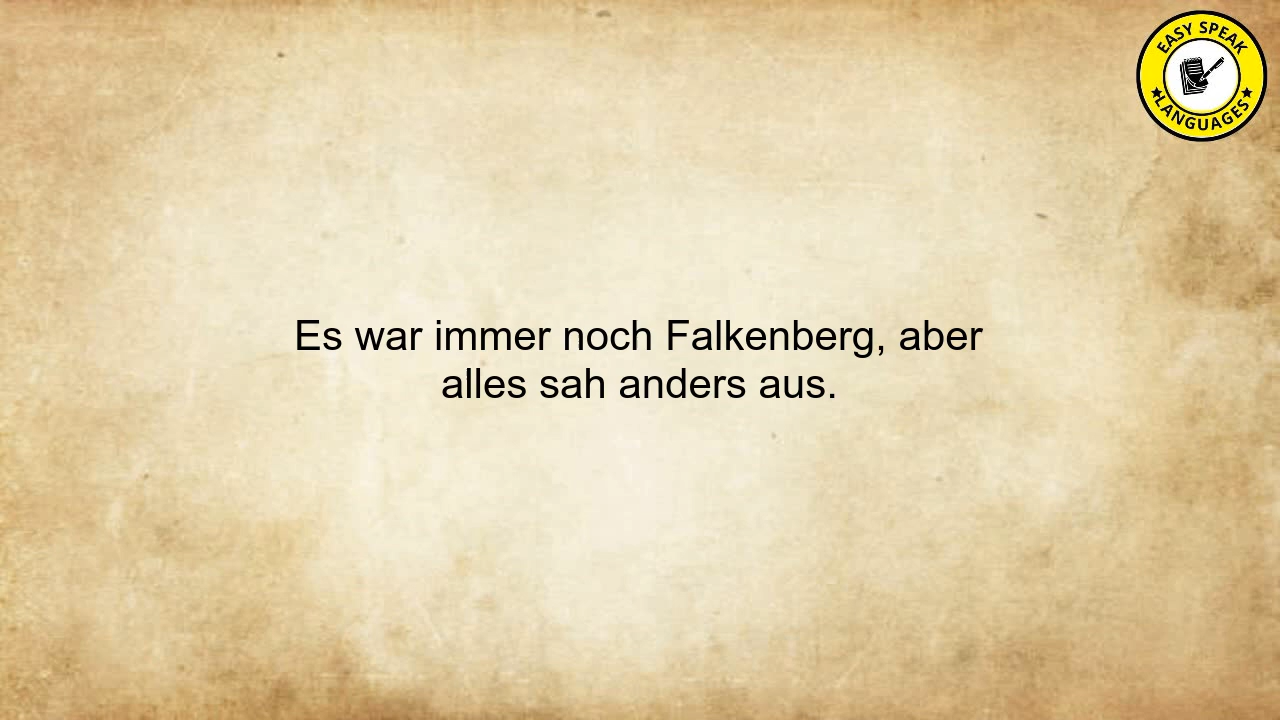 EASY SPEAK
LANGUAGES
Es war immer noch Falkenberg, aber
alles sah anders aus.